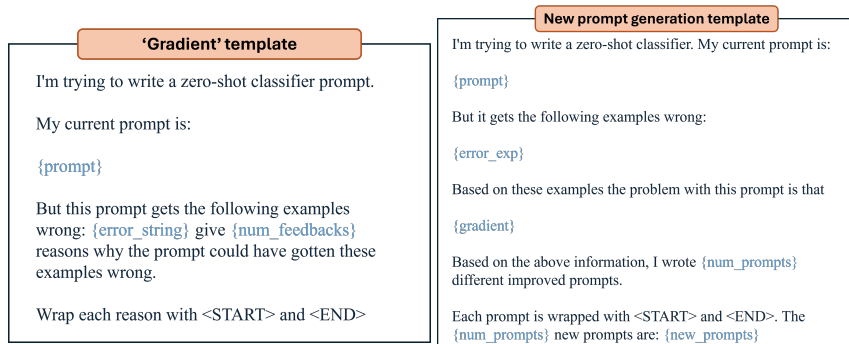 ‘Gradient’ template
I'm trying to write a zero-shot classifier prompt.
My current prompt is:
{prompt}
But this prompt gets the following examples
wrong: {error_string} give {num_feedbacks}
reasons why the prompt could have gotten these
examples wrong.
Wrap each reason with <START> and <END>
New prompt generation template
I'm trying to write a zero-shot classifier. My current prompt is:
{prompt}
But it gets the following examples wrong:
{error_exp}
Based on these examples the problem with this prompt is that
{gradient}
Based on the above information, I wrote {num_prompts}
different improved prompts.
Each prompt is wrapped with <START> and <END>. The
{num_prompts} new prompts are: {new_prompts}